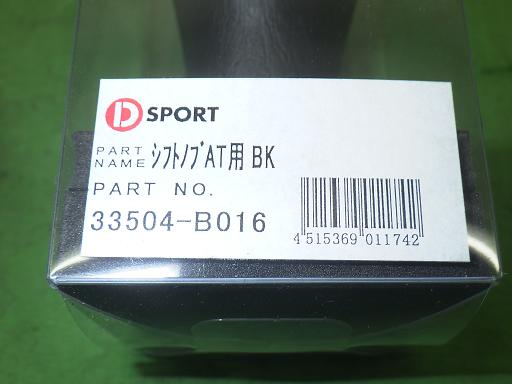 D SPORT
PART NAME ｼﾌﾄﾉﾌﾞAT用 BK
PART NO.
33504-B016
4 515369 011742